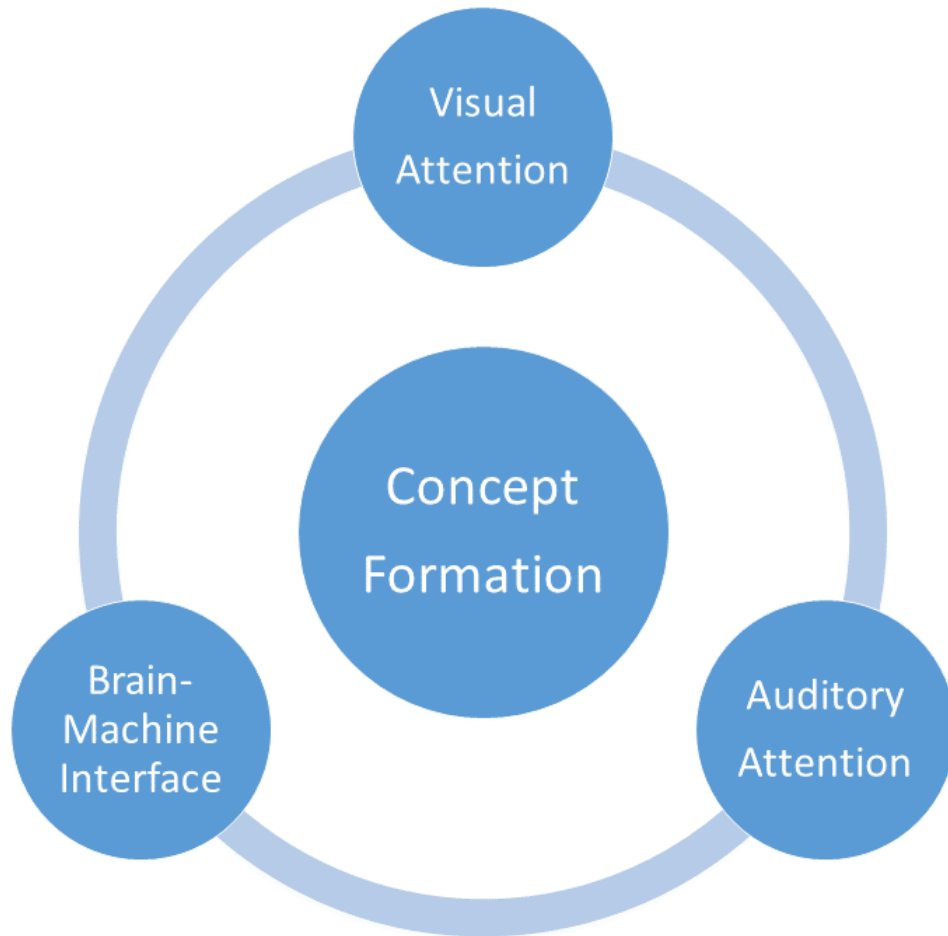 Visual
Attention
Concept
Formation
Brain-
Machine
Interface
Auditory
Attention